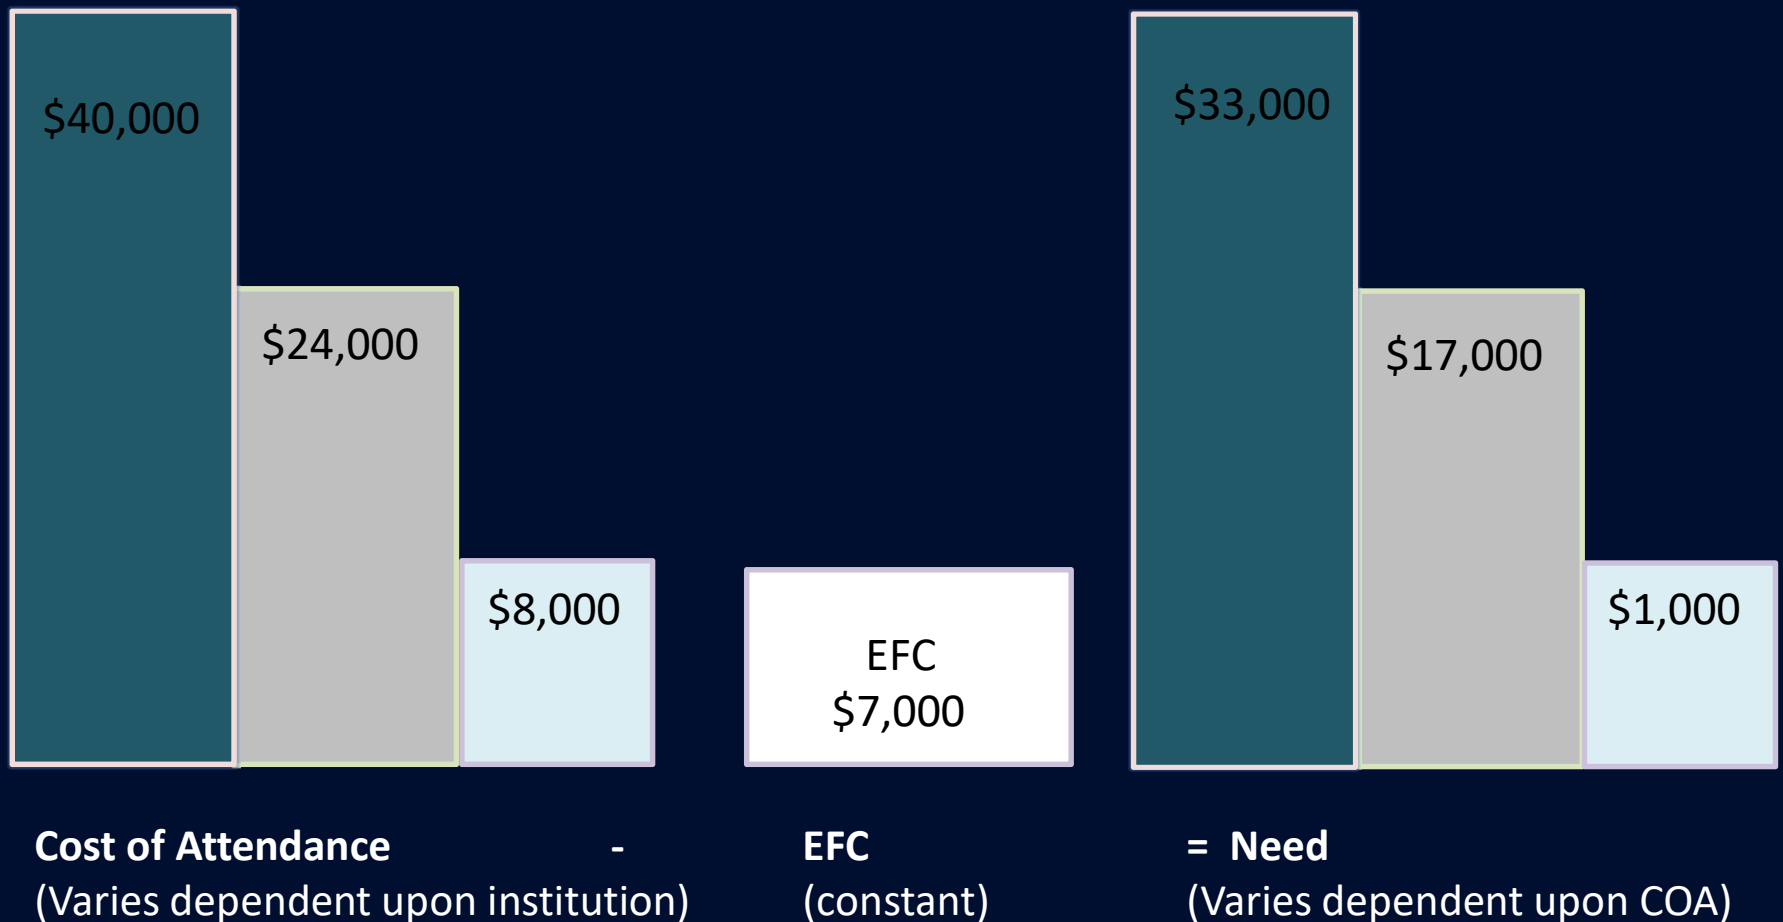 $40,000
$24,000
$8,000
EFC
$7,000
$33,000
$17,000
$1,000
Cost of Attendance - EFC = Need
(Varies dependent upon institution) (constant) (Varies dependent upon COA)